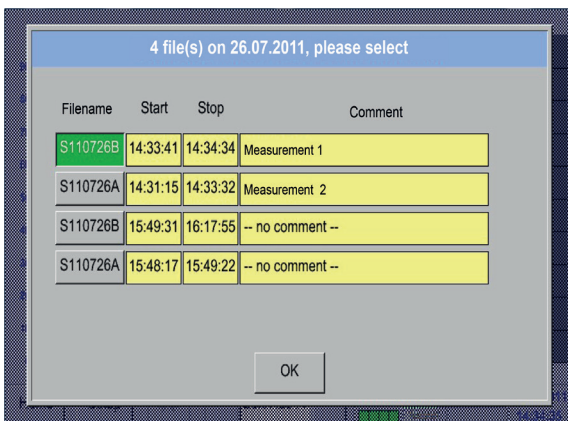 4 file(s) on 26.07.2011, please select
Filename Start Stop Comment
S110726B 14:33:41 14:34:34 Measurement 1
S110726A 14:31:15 14:33:32 Measurement 2
S110726B 15:49:31 16:17:55 -- no comment --
S110726A 15:48:17 15:49:22 -- no comment --
OK